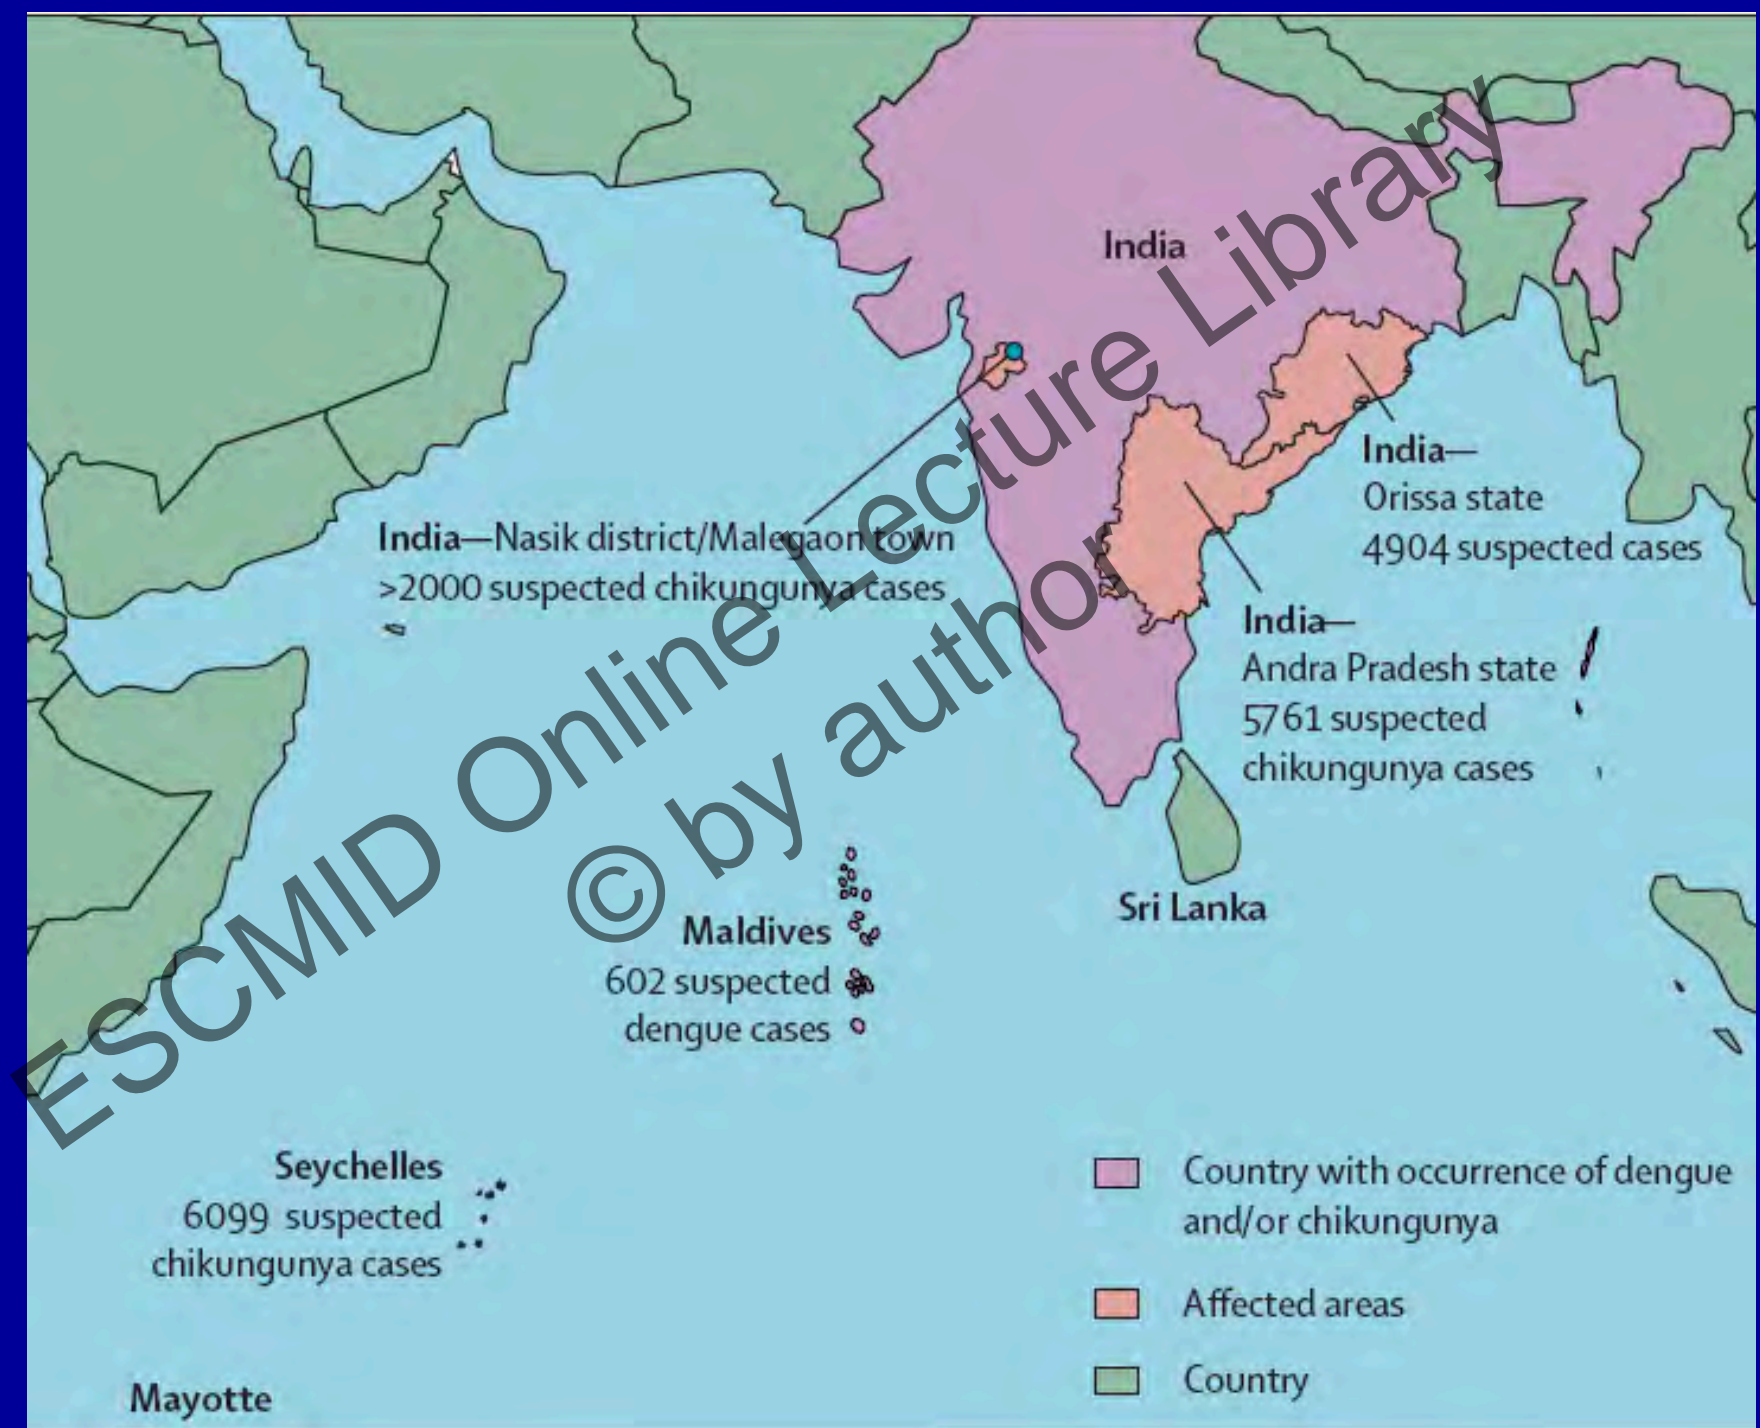 India
India—
Orissa state
4904 suspected cases
India—Nasik district/Malegaon town
>2000 suspected chikungunya cases
India—
Andra Pradesh state
5761 suspected
chikungunya cases
Sri Lanka
Maldives
602 suspected
dengue cases
Seychelles
6099 suspected
chikungunya cases
Mayotte
Country with occurrence of dengue
and/or chikungunya
Affected areas
Country
ESCMID Online Lecture Library
© by author